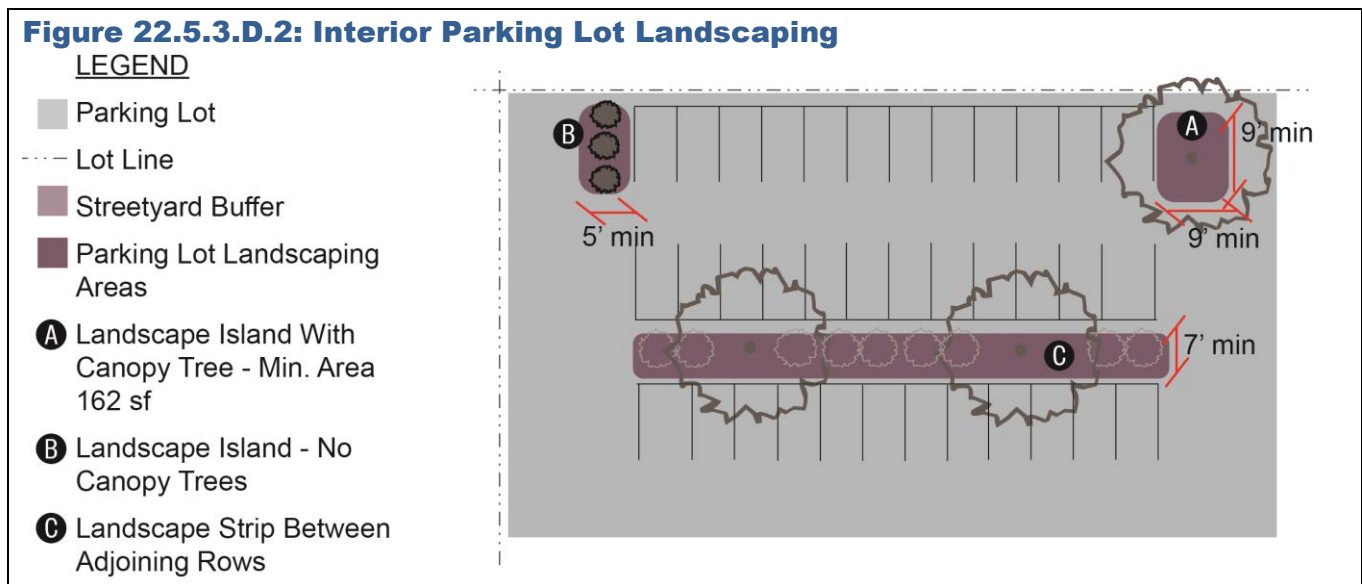 Figure 22.5.3.D.2: Interior Parking Lot Landscaping
LEGEND
Parking Lot
Lot Line
Streetyard Buffer
Parking Lot Landscaping
Areas
A Landscape Island With
Canopy Tree - Min. Area
162 sf
B Landscape Island - No
Canopy Trees
C Landscape Strip Between
Adjoining Rows
B
5' min
A
9' min
9' min
C
7' min